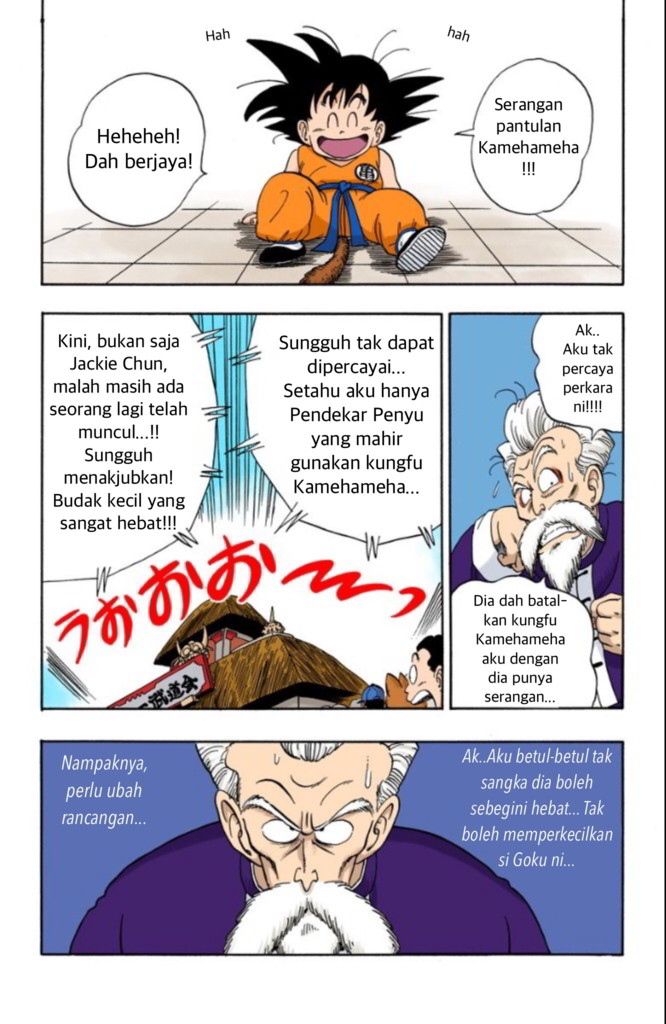 hah
Hah
Serangan
pantulan
Kamehameha
!!!
Heheheh!
Dah berjaya!
亀
Ak..
Aku tak
percaya
perkara
ni!!!!
Dia dah batal-
kan kungfu
Kamehameha
aku dengan
dia punya
serangan...
Sungguh tak dapat
dipercayai...
Setahu aku hanya
Pendekar Penyu
yang mahir
gunakan kungfu
Kamehameha...
Kini, bukan saja
Jackie Chun,
malah masih ada
seorang lagi telah
muncul...!!
Sungguh
menakjubkan!
Budak kecil yang
sangat hebat!!!
うおおお〜〜っ
武道会
Ak..Aku betul-betul tak
sangka dia boleh
sebegini hebat... Tak
boleh memperkecilkan
si Goku ni...
Nampaknya,
perlu ubah
rancangan...